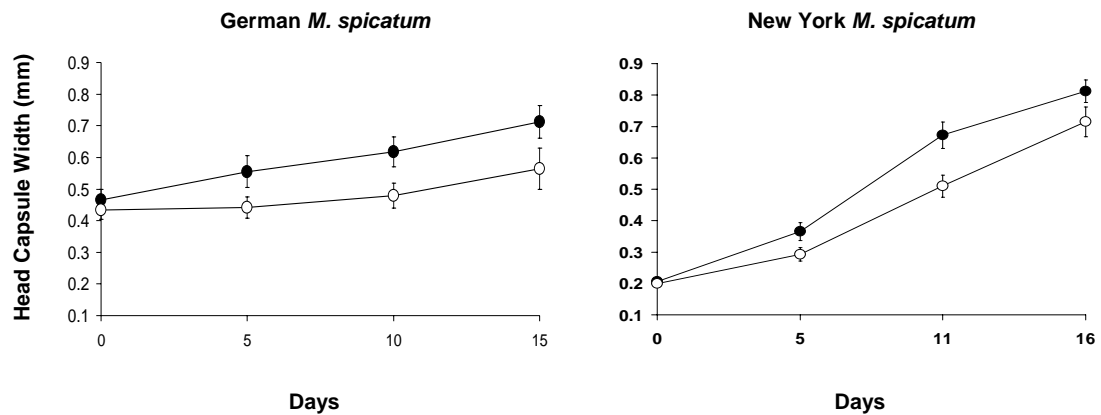 German M. spicatum
Head Capsule Width (mm)
0.9
0.8
0.7
0.6
0.5
0.4
0.3
0.2
0.1
0 5 10 15
Days
New York M. spicatum
0.9
0.8
0.7
0.6
0.5
0.4
0.3
0.2
0.1
0 5 11 16
Days